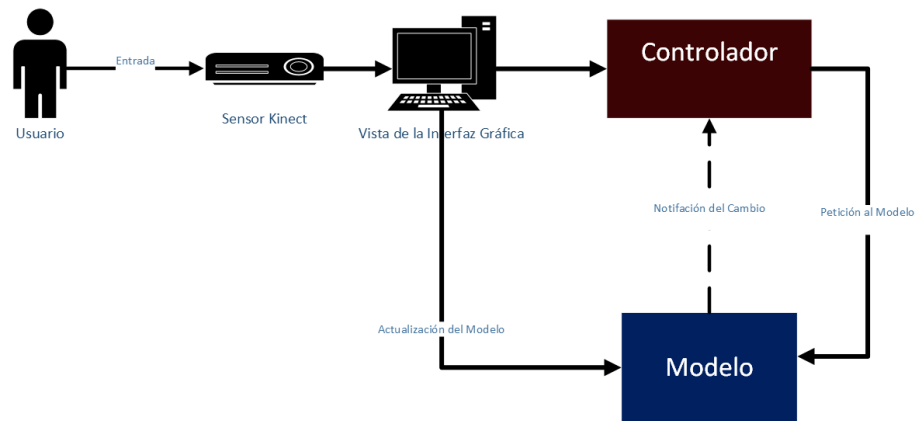 Controlador
Entrada
Sensor Kinect
Usuario
Vista de la Interfaz Gráfica
Notifación del Cambio
Petición al Modelo
Actualización del Modelo
Modelo